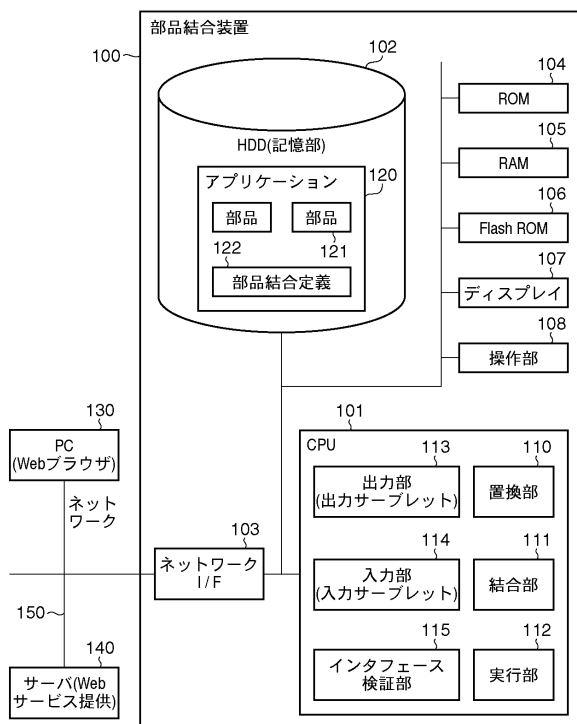 部品結合装置
100
102
HDD(記憶部)
アプリケーション
120
部品
部品
121
122
部品結合定義
104
ROM
105
RAM
106
Flash ROM
107
ディスプレイ
108
操作部
130
PC
(Webブラウザ)
ネット
ワーク
150
140
サーバ(Web
サービス提供)
103
ネットワーク
I/F
101
CPU
113
出力部
(出力サーブレット)
110
置換部
114
入力部
(入力サーブレット)
111
結合部
115
インタフェース
検証部
112
実行部